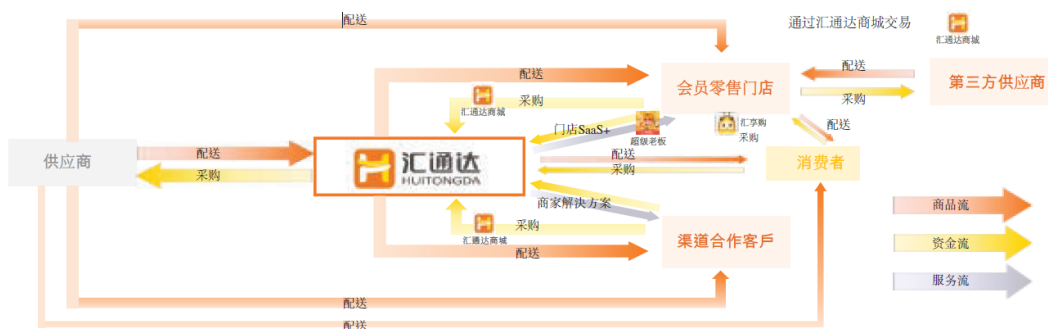 配送
通过汇通达商城交易
汇通达商城
配送
会员零售门店
配送
采购
第三方供应商
采购
汇通达商城
门店SaaS+
超级老板
汇享购
采购
配送
供应商
配送
采购
汇通达
HUITONGDA
配送
采购
消费者
商家解决方案
采购
汇通达商城
配送
渠道合作客戶
商品流
资金流
服务流
配送
配送